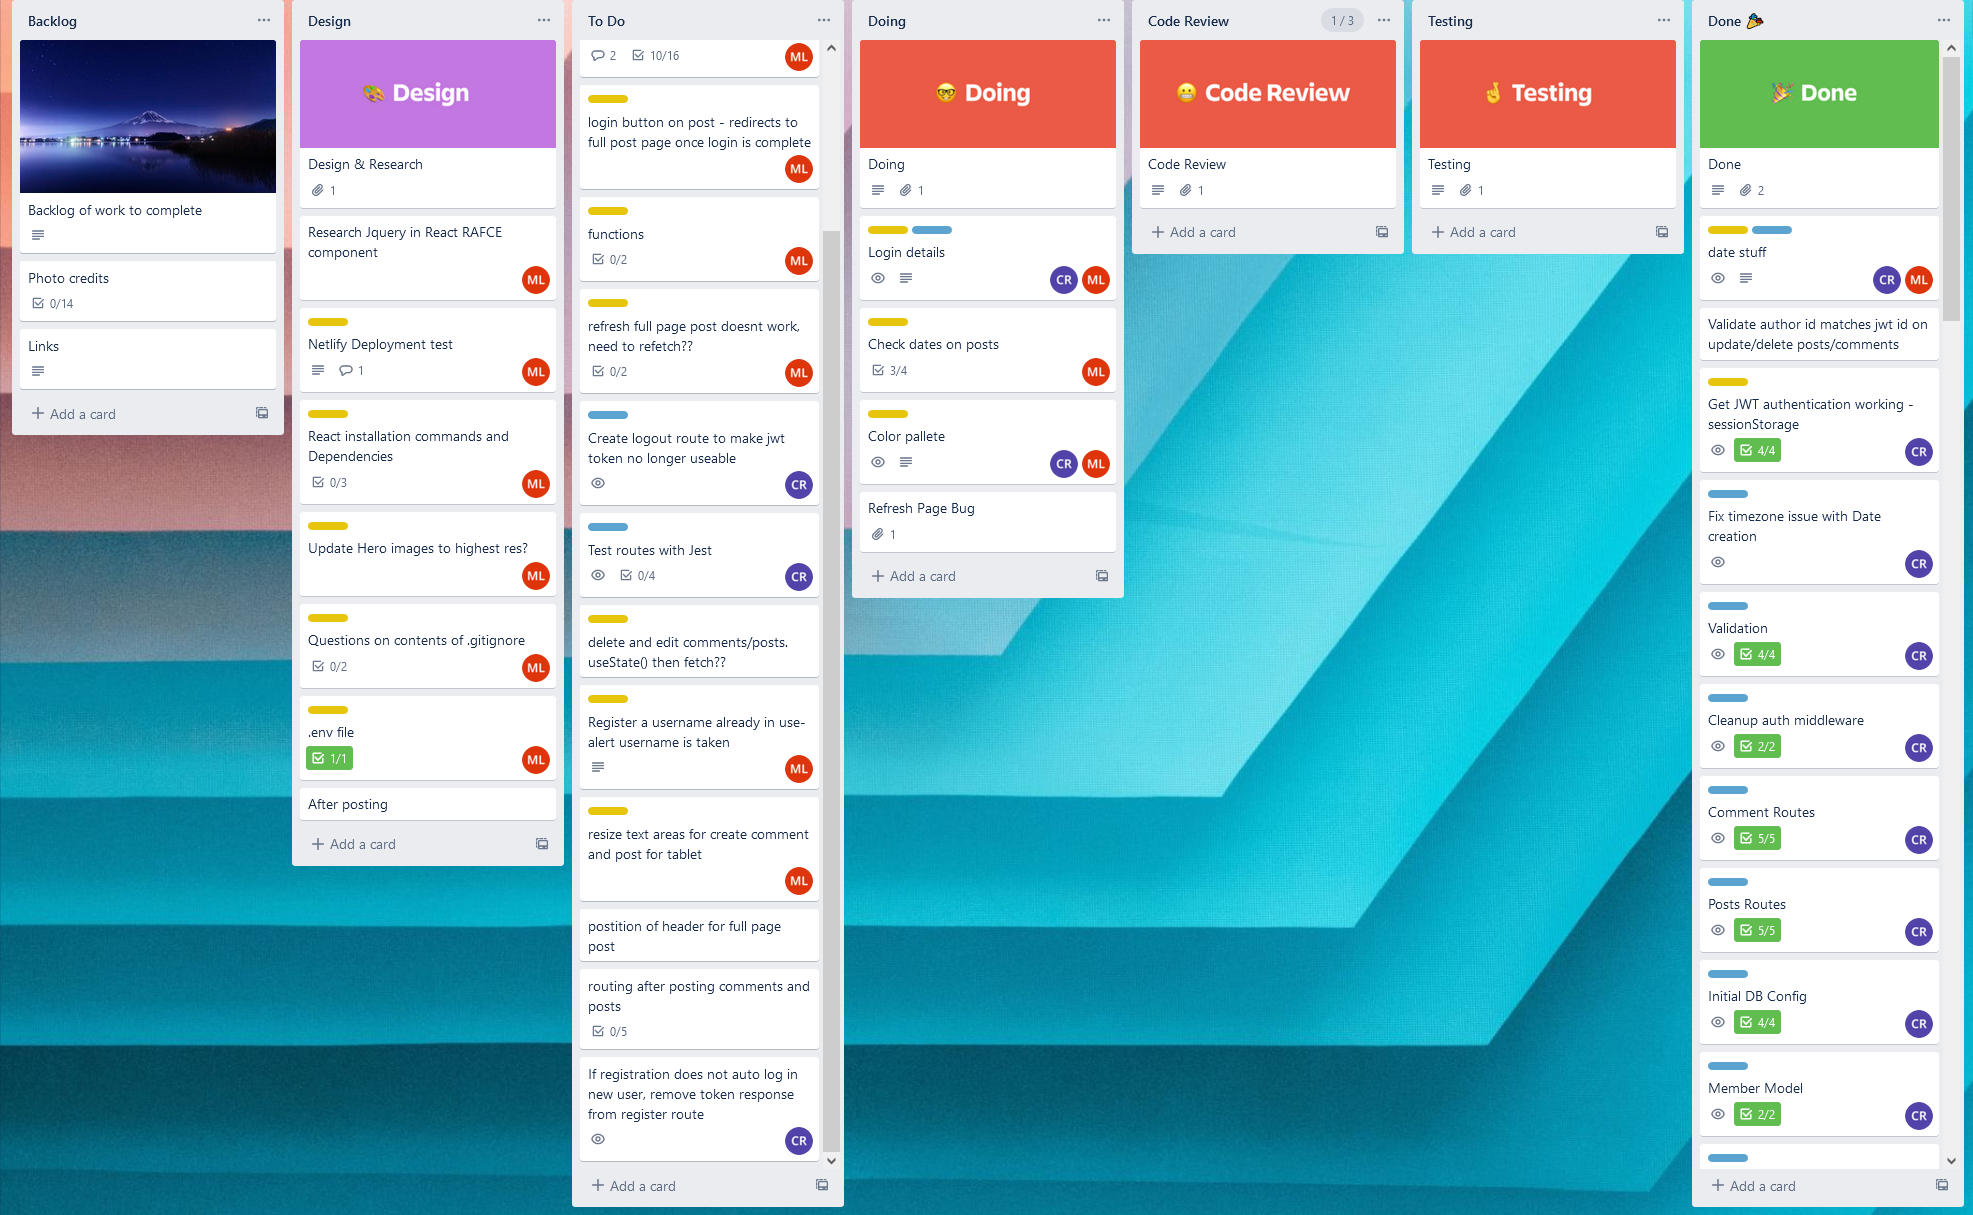 Backlog
Backlog of work to complete
Photo credits
0/14
Links
Add a card
Design
Design
Design & Research
1
Research Jquery in React RAFCE
component
ML
Netlify Deployment test
1
ML
React installation commands and
Dependencies
0/3
ML
Update Hero images to highest res?
ML
Questions on contents of .gitignore
0/2
ML
.env file
1/1
ML
After posting
Add a card
To Do
2
10/16
ML
login button on post - redirects to
full post page once login is complete
ML
functions
0/2
ML
refresh full page post doesnt work,
need to refetch??
0/2
ML
Create logout route to make jwt
token no longer useable
CR
Test routes with Jest
0/4
CR
delete and edit comments/posts.
useState() then fetch??
Register a username already in use-
alert username is taken
ML
resize text areas for create comment
and post for tablet
ML
postition of header for full page
post
routing after posting comments and
posts
0/5
If registration does not auto log in
new user, remove token response
from register route
CR
Add a card
Doing
Doing
Doing
1
Login details
CR
ML
Check dates on posts
3/4
ML
Color pallete
CR
ML
Refresh Page Bug
1
Add a card
Code Review
1 / 3
Code Review
Code Review
1
Add a card
Testing
Testing
Testing
1
Add a card
Done
Done
Done
2
date stuff
CR
ML
Validate author id matches jwt id on
update/delete posts/comments
Get JWT authentication working -
sessionStorage
4/4
CR
Fix timezone issue with Date
creation
CR
Validation
4/4
CR
Cleanup auth middleware
2/2
CR
Comment Routes
5/5
CR
Posts Routes
5/5
CR
Initial DB Config
4/4
CR
Member Model
2/2
CR
Add a card